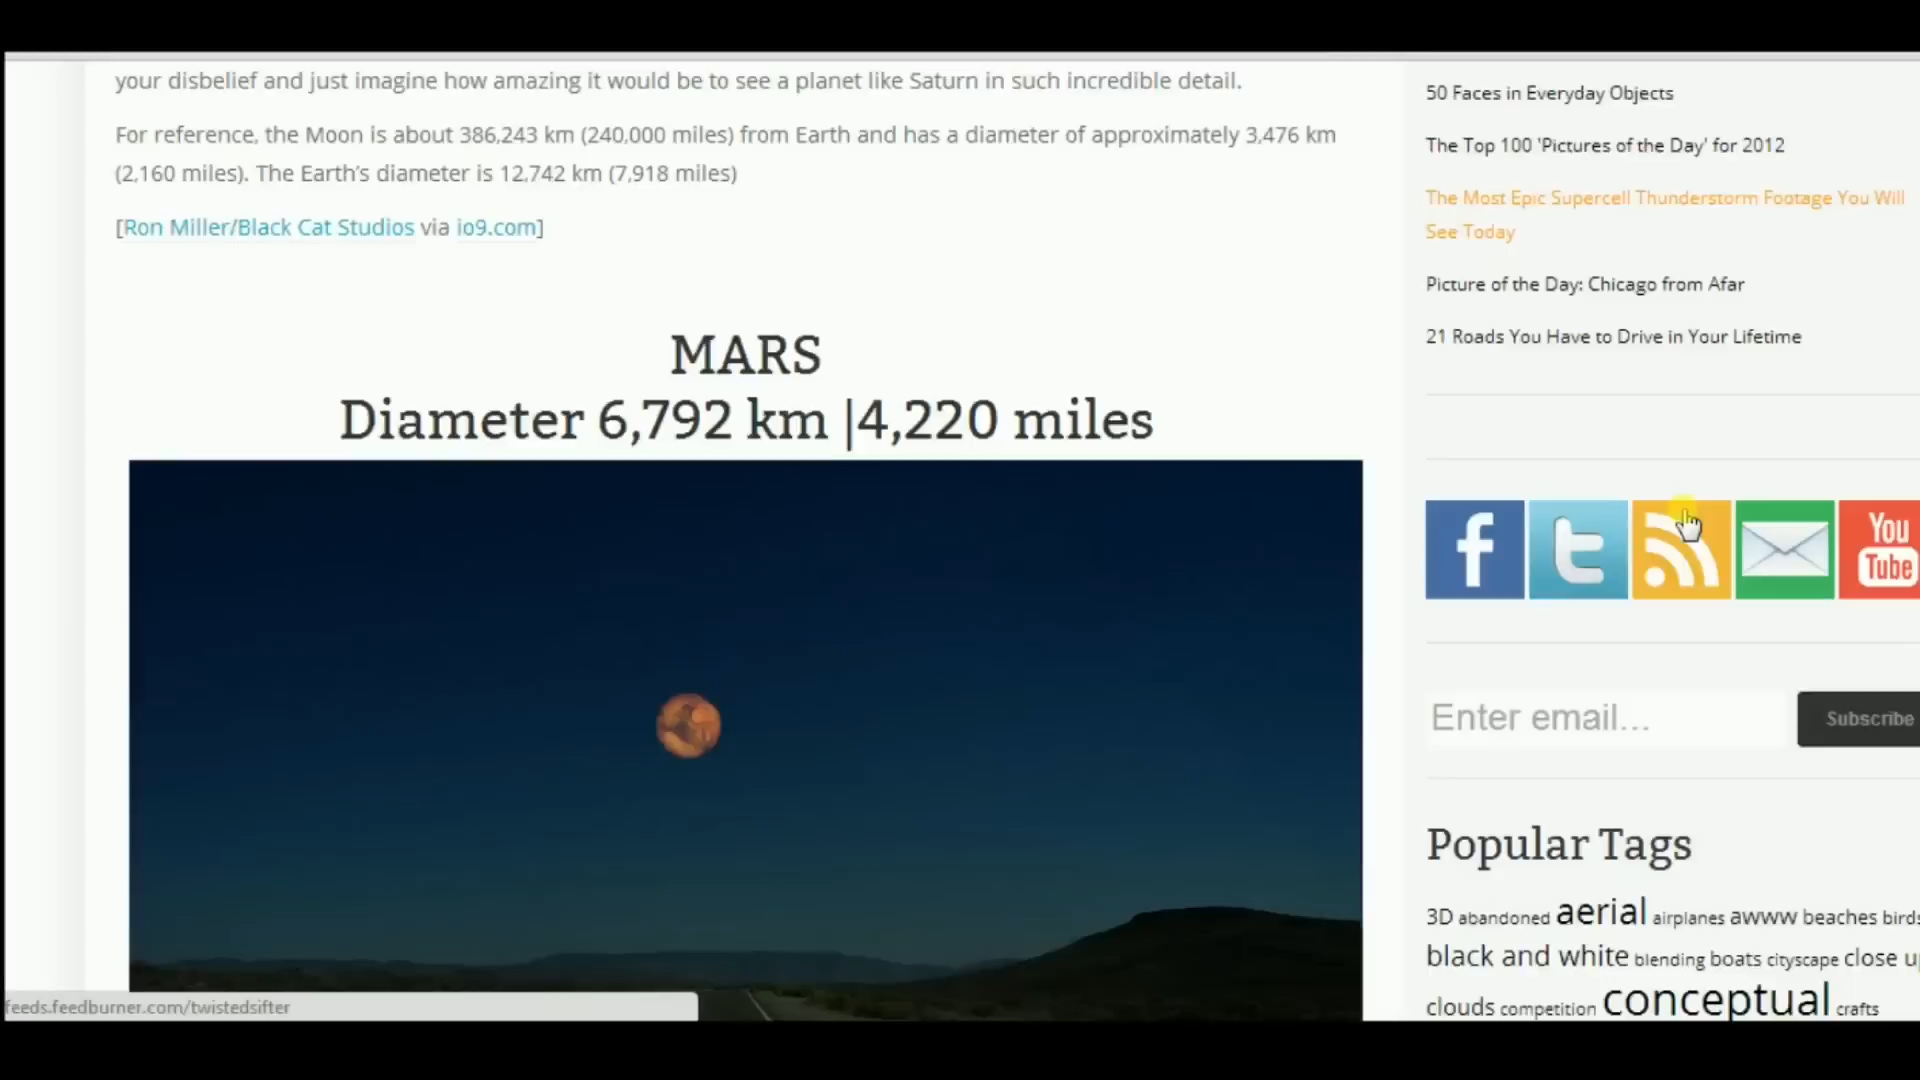 your disbelief and just imagine how amazing it would be to see a planet like Saturn in such incredible detail.
For reference, the Moon is about 386,243 km (240,000 miles) from Earth and has a diameter of approximately 3,476 km
(2,160 miles). The Earth's diameter is 12,742 km (7,918 miles)
[Ron Miller/Black Cat Studios via io9.com]
MARS
Diameter 6,792 km |4,220 miles
feeds.feedburner.com/twistedsifter
50 Faces in Everyday Objects
The Top 100 'Pictures of the Day' for 2012
The Most Epic Supercell Thunderstorm Footage You Will
See Today
Picture of the Day: Chicago from Afar
21 Roads You Have to Drive in Your Lifetime
f t You
Tube
Enter email... Subscribe
Popular Tags
3D abandoned aerial airplanes awww beaches birds
black and white blending boats cityscape close u
clouds competition conceptual crafts